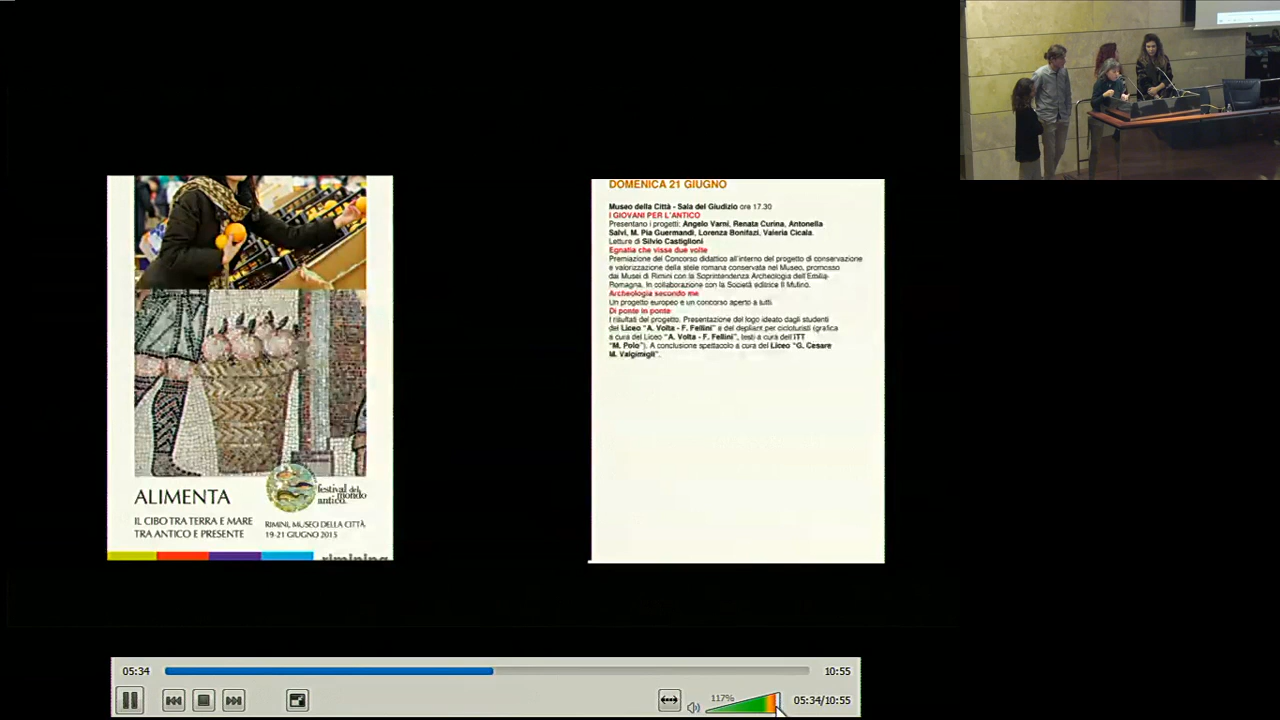 ALIMENTA
IL CIBO TRA TERRA E MARE
TRA ANTICO E PRESENTE
festival del
mondo
antico.
RIMINI, MUSEO DELLA CITTÀ
19-21 GIUGNO 2015
DOMENICA 21 GIUGNO
Museo della Città - Sala del Giudizio ore 17.30
I GIOVANI PER L'ANTICO
Presentano i progetti: Angelo Varni, Renata Curina, Antonella
Salvi, M. Pia Guermandi, Lorenza Bonifazi, Valeria Cicala.
Letture di Silvio Castiglioni
Egnatia che visse due volte
Premiazione del Concorso didattico all'interno del progetto di conservazione
e valorizzazione della stele romana conservata nel Museo, promosso
dai Musei di Rimini con la Soprintendenza Archeologia dell'Emilia-
Romagna. In collaborazione con la Società editrice Il Mulino.
Archeologia secondo me
Un progetto europeo e un concorso aperto a tutti.
Di ponte in ponte
I risultati del progetto. Presentazione del logo ideato dagli studenti
del Liceo "A. Volta - F. Fellini" e del depliant per cicloturisti (grafica
a cura del Liceo "A. Volta - F. Fellini", testi a cura dell'ITT
"M. Polo"). A conclusione spettacolo a cura del Liceo "G. Cesare
M. Valgimigli".
05:34
10:55
117%
05:34/10:55